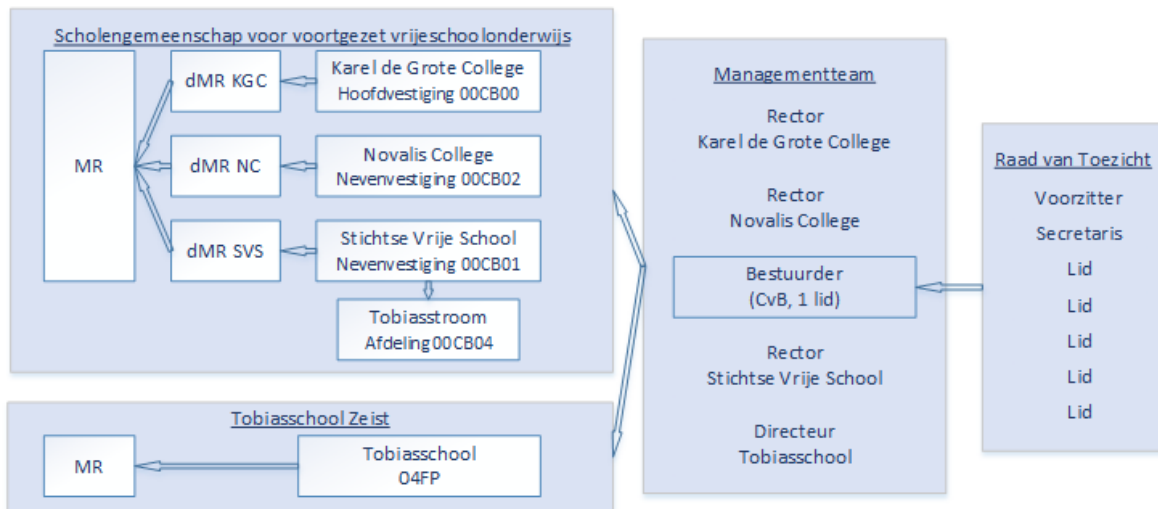 Scholengemeenschap voor voortgezet vrijeschoolonderwijs
MR
dMR KGC
Karel de Grote College
Hoofdvestiging 00CB00
dMR NC
Novalis College
Nevenvestiging 00CB02
dMR SVS
Stichtse Vrije School
Nevenvestiging 00CB01
Tobiasstroom
Afdeling 00CB04
Tobiasschool Zeist
MR
Tobiasschool
04FP
Managementteam
Rector
Karel de Grote College
Rector
Novalis College
Bestuurder
(CvB, 1 lid)
Rector
Stichtse Vrije School
Directeur
Tobiasschool
Raad van Toezicht
Voorzitter
Secretaris
Lid
Lid
Lid
Lid
Lid